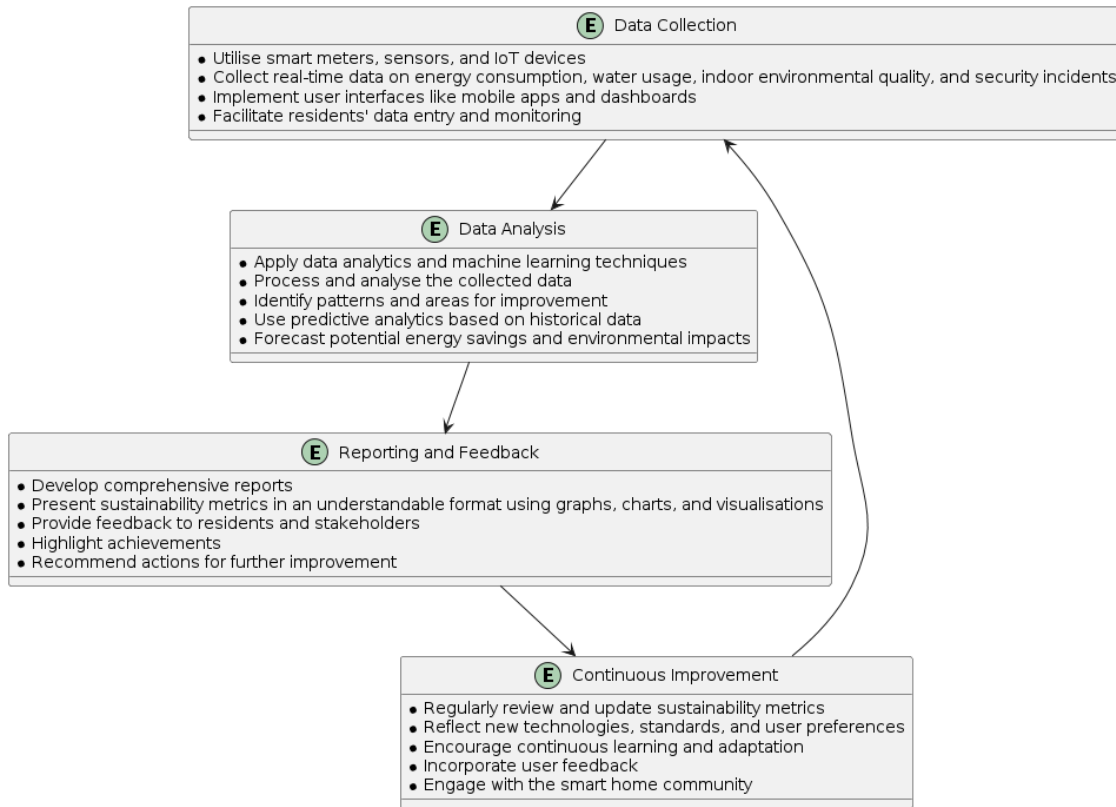 E Data Collection
Utilise smart meters, sensors, and IoT devices
Collect real-time data on energy consumption, water usage, indoor environmental quality, and security incidents
Implement user interfaces like mobile apps and dashboards
Facilitate residents' data entry and monitoring
E Data Analysis
Apply data analytics and machine learning techniques
Process and analyse the collected data
Identify patterns and areas for improvement
Use predictive analytics based on historical data
Forecast potential energy savings and environmental impacts
E Reporting and Feedback
Develop comprehensive reports
Present sustainability metrics in an understandable format using graphs, charts, and visualisations
Provide feedback to residents and stakeholders
Highlight achievements
Recommend actions for further improvement
E Continuous Improvement
Regularly review and update sustainability metrics
Reflect new technologies, standards, and user preferences
Encourage continuous learning and adaptation
Incorporate user feedback
Engage with the smart home community